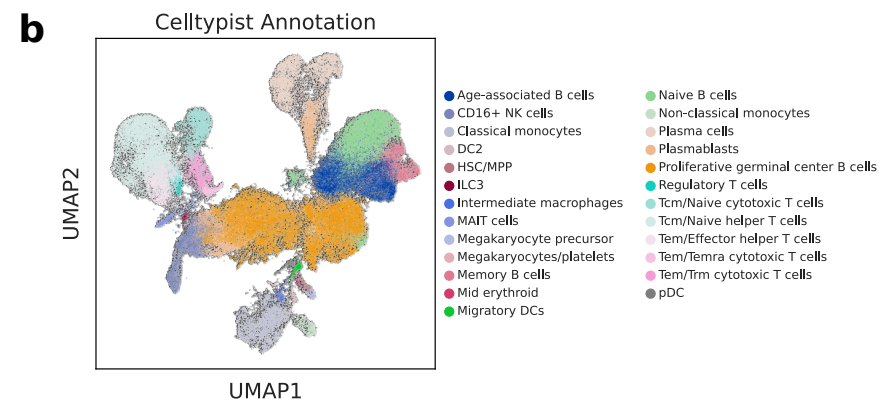 b
Celltypist Annotation
UMAP2
UMAP1
Age-associated B cells
CD16+ NK cells
Classical monocytes
DC2
HSC/MPP
ILC3
Intermediate macrophages
MAIT cells
Megakaryocyte precursor
Megakaryocytes/platelets
Memory B cells
Mid erythroid
Migratory DCs
Naive B cells
Non-classical monocytes
Plasma cells
Plasmablasts
Proliferative germinal center B cells
Regulatory T cells
Tcm/Naive cytotoxic T cells
Tcm/Naive helper T cells
Tem/Effector helper T cells
Tem/Temra cytotoxic T cells
Tem/Trm cytotoxic T cells
pDC